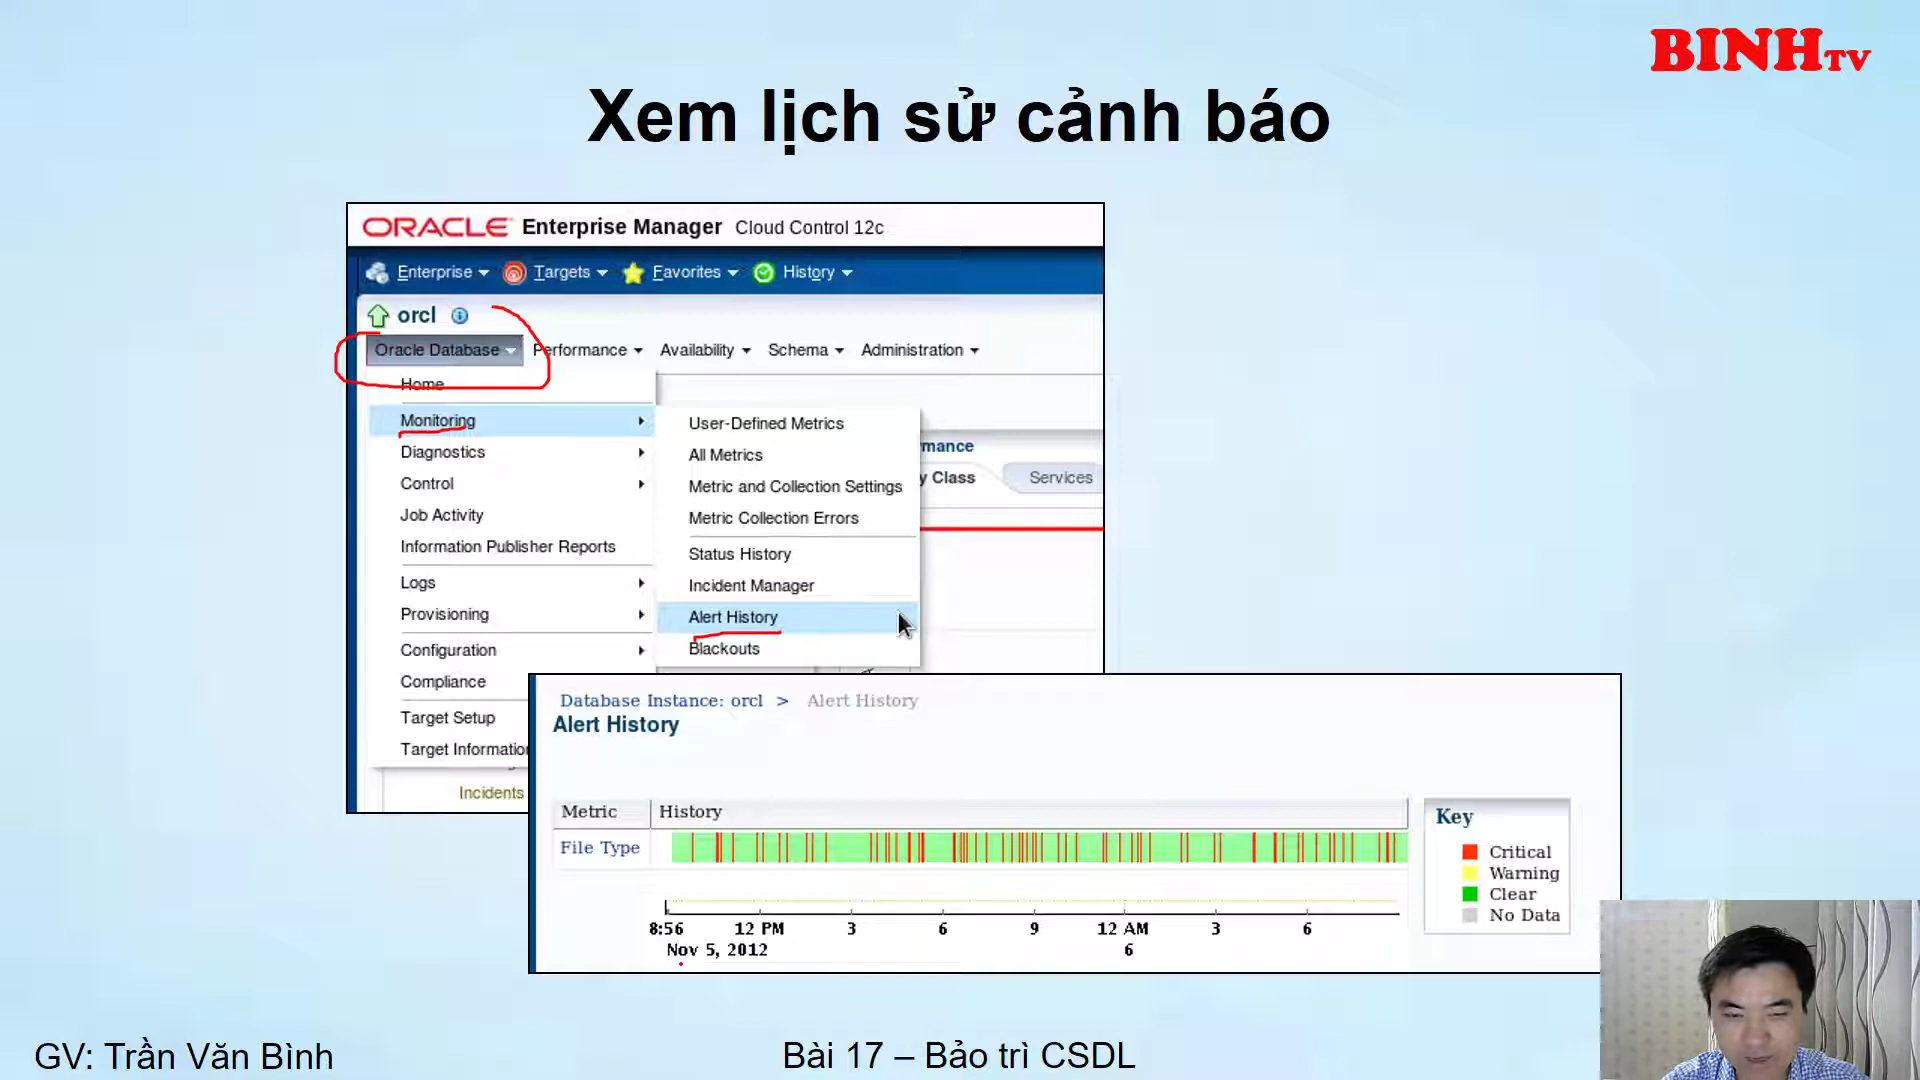 BINHTV
Xem lịch sử cảnh báo
ORACLE Enterprise Manager Cloud Control 12c
Enterprise Targets Favorites History
orcl
Oracle Database Performance Availability Schema Administration
Home
Monitoring
Diagnostics
Control
Job Activity
Information Publisher Reports
Logs
Provisioning
Configuration
Compliance
Target Setup
Target Information
Incidents
User-Defined Metrics
All Metrics
Metric and Collection Settings
Metric Collection Errors
Status History
Incident Manager
Alert History
Blackouts
mance
y Class
Services
Database Instance: orcl > Alert History
Alert History
Metric History
File Type
8:56 12 PM 3 6 9 12 AM 3 6
Nov 5, 2012 6
Key
Critical
Warning
Clear
No Data
GV: Trần Văn Bình
Bài 17 – Bảo trì CSDL